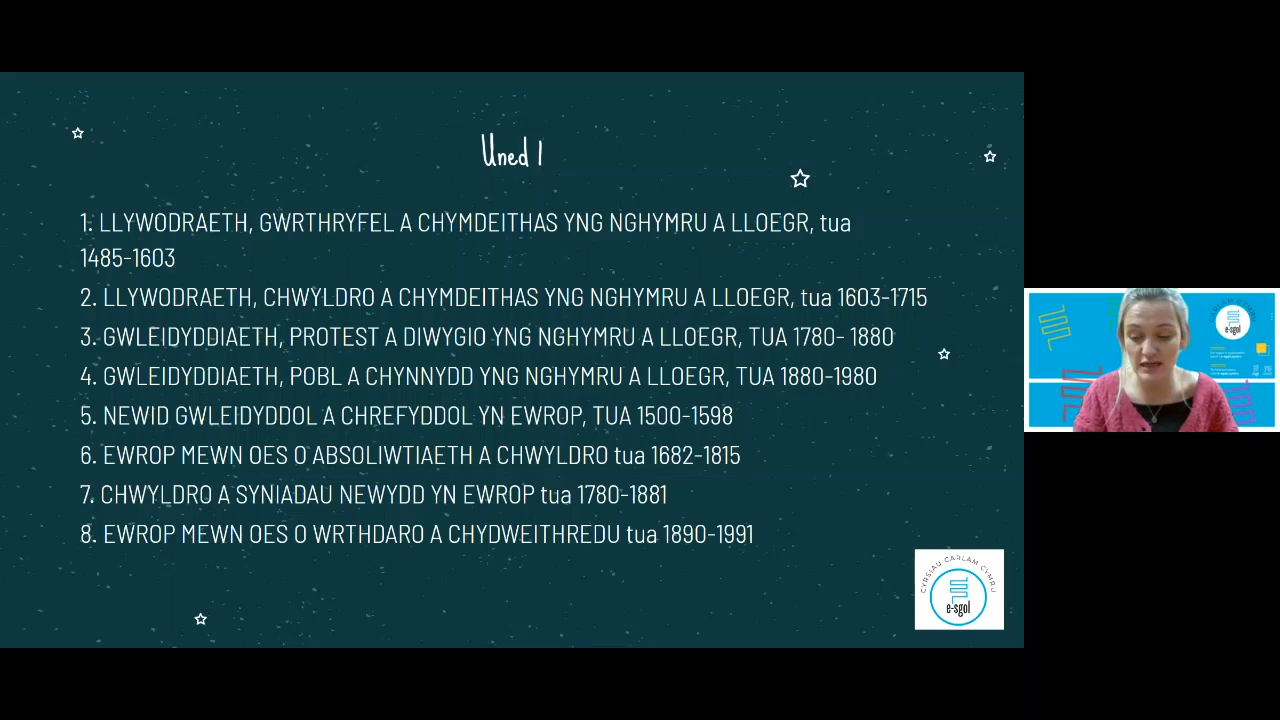 Uned 1
1. LLYWODRAETH, GWRTHRYFEL A CHYMDEITHAS YNG NGHYMRU A LLOEGR, tua
1485-1603
2. LLYWODRAETH, CHWYLDRO A CHYMDEITHAS YNG NGHYMRU A LLOEGR, tua 1603-1715
3. GWLEIDYDDIAETH, PROTEST A DIWYGIO YNG NGHYMRU A LLOEGR, TUA 1780- 1880
4. GWLEIDYDDIAETH, POBL A CHYNNYDD YNG NGHYMRU A LLOEGR, TUA 1880-1980
5. NEWID GWLEIDYDDOL A CHREFYDDOL YN EWROP, TUA 1500-1598
6. EWROP MEWN OES O ABSOLIWTIAETH A CHWYLDRO tua 1682-1815
7. CHWYLDRO A SYNIADAU NEWYDD YN EWROP tua 1780-1881
8. EWROP MEWN OES O WRTHDARO A CHYDWEITHREDU tua 1890-1991
CYRSIAU CARLAM CYMRU
e-sgol
e-sgol